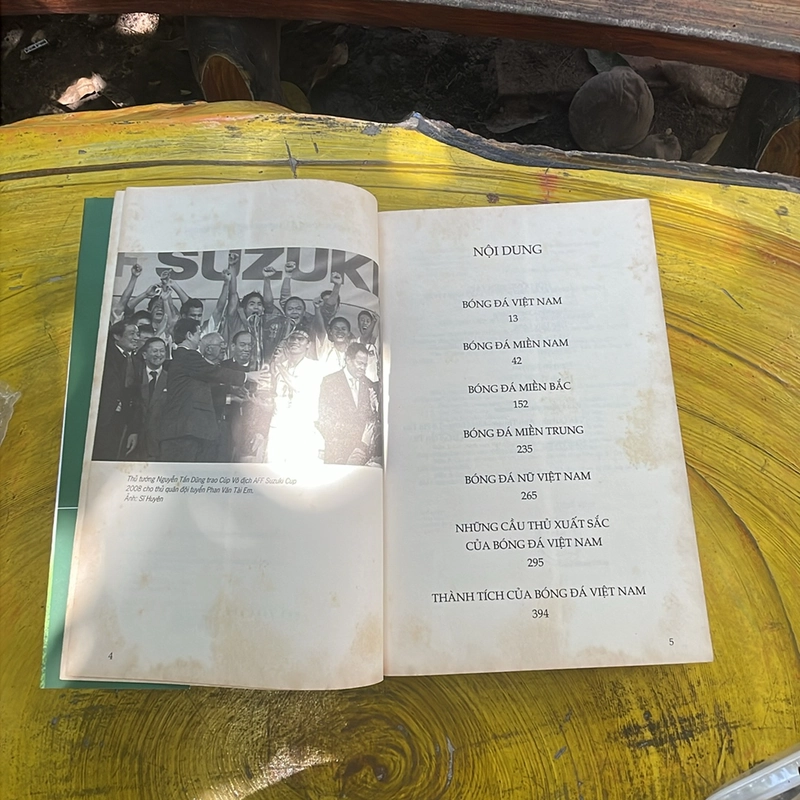 F SUZUKI
Thủ tướng Nguyễn Tấn Dũng trao Cúp Vô địch AFF Suzuki Cup
2008 cho thủ quân đội tuyển Phan Văn Tài Em.
Ảnh: Sĩ Huyên
4
NỘI DUNG
BÓNG ĐÁ VIỆT NAM
13
BÓNG ĐÁ MIỀN NAM
42
BÓNG ĐÁ MIỀN BẮC
152
BÓNG ĐÁ MIỀN TRUNG
235
BÓNG ĐÁ NỮ VIỆT NAM
265
NHỮNG CẦU THỦ XUẤT SẮC
CỦA BÓNG ĐÁ VIỆT NAM
295
THÀNH TÍCH CỦA BÓNG ĐÁ VIỆT NAM
394
5